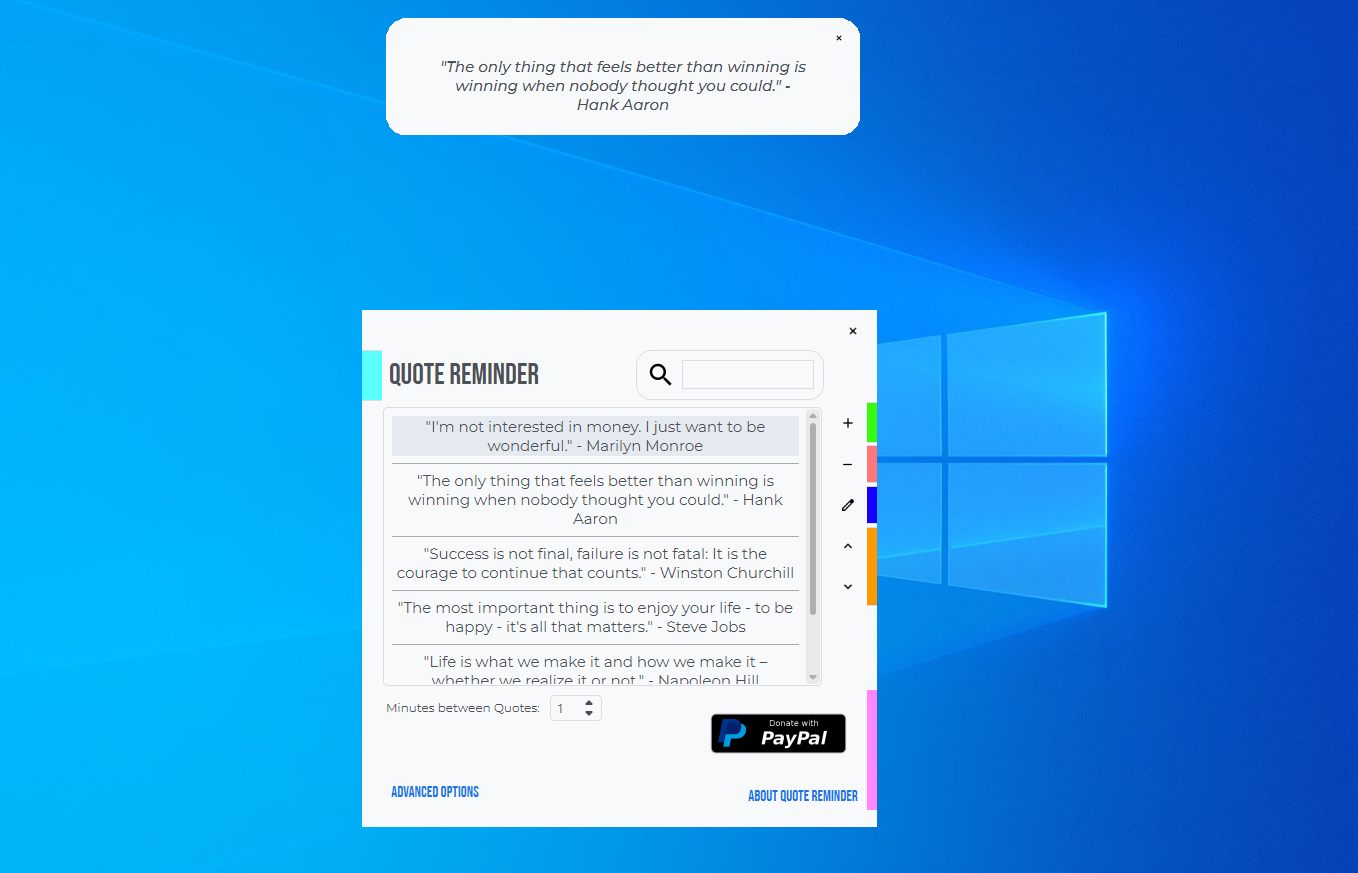 "The only thing that feels better than winning is
winning when nobody thought you could." -
Hank Aaron
QUOTE REMINDER
"I'm not interested in money. I just want to be
wonderful." - Marilyn Monroe
"The only thing that feels better than winning is
winning when nobody thought you could." - Hank
Aaron
"Success is not final, failure is not fatal: It is the
courage to continue that counts." - Winston Churchill
"The most important thing is to enjoy your life - to be
happy - it's all that matters." - Steve Jobs
"Life is what we make it and how we make it –
whether we realize it or not." - Napoleon Hill
Minutes between Quotes: 1
Donate with
PayPal
ADVANCED OPTIONS
ABOUT QUOTE REMINDER